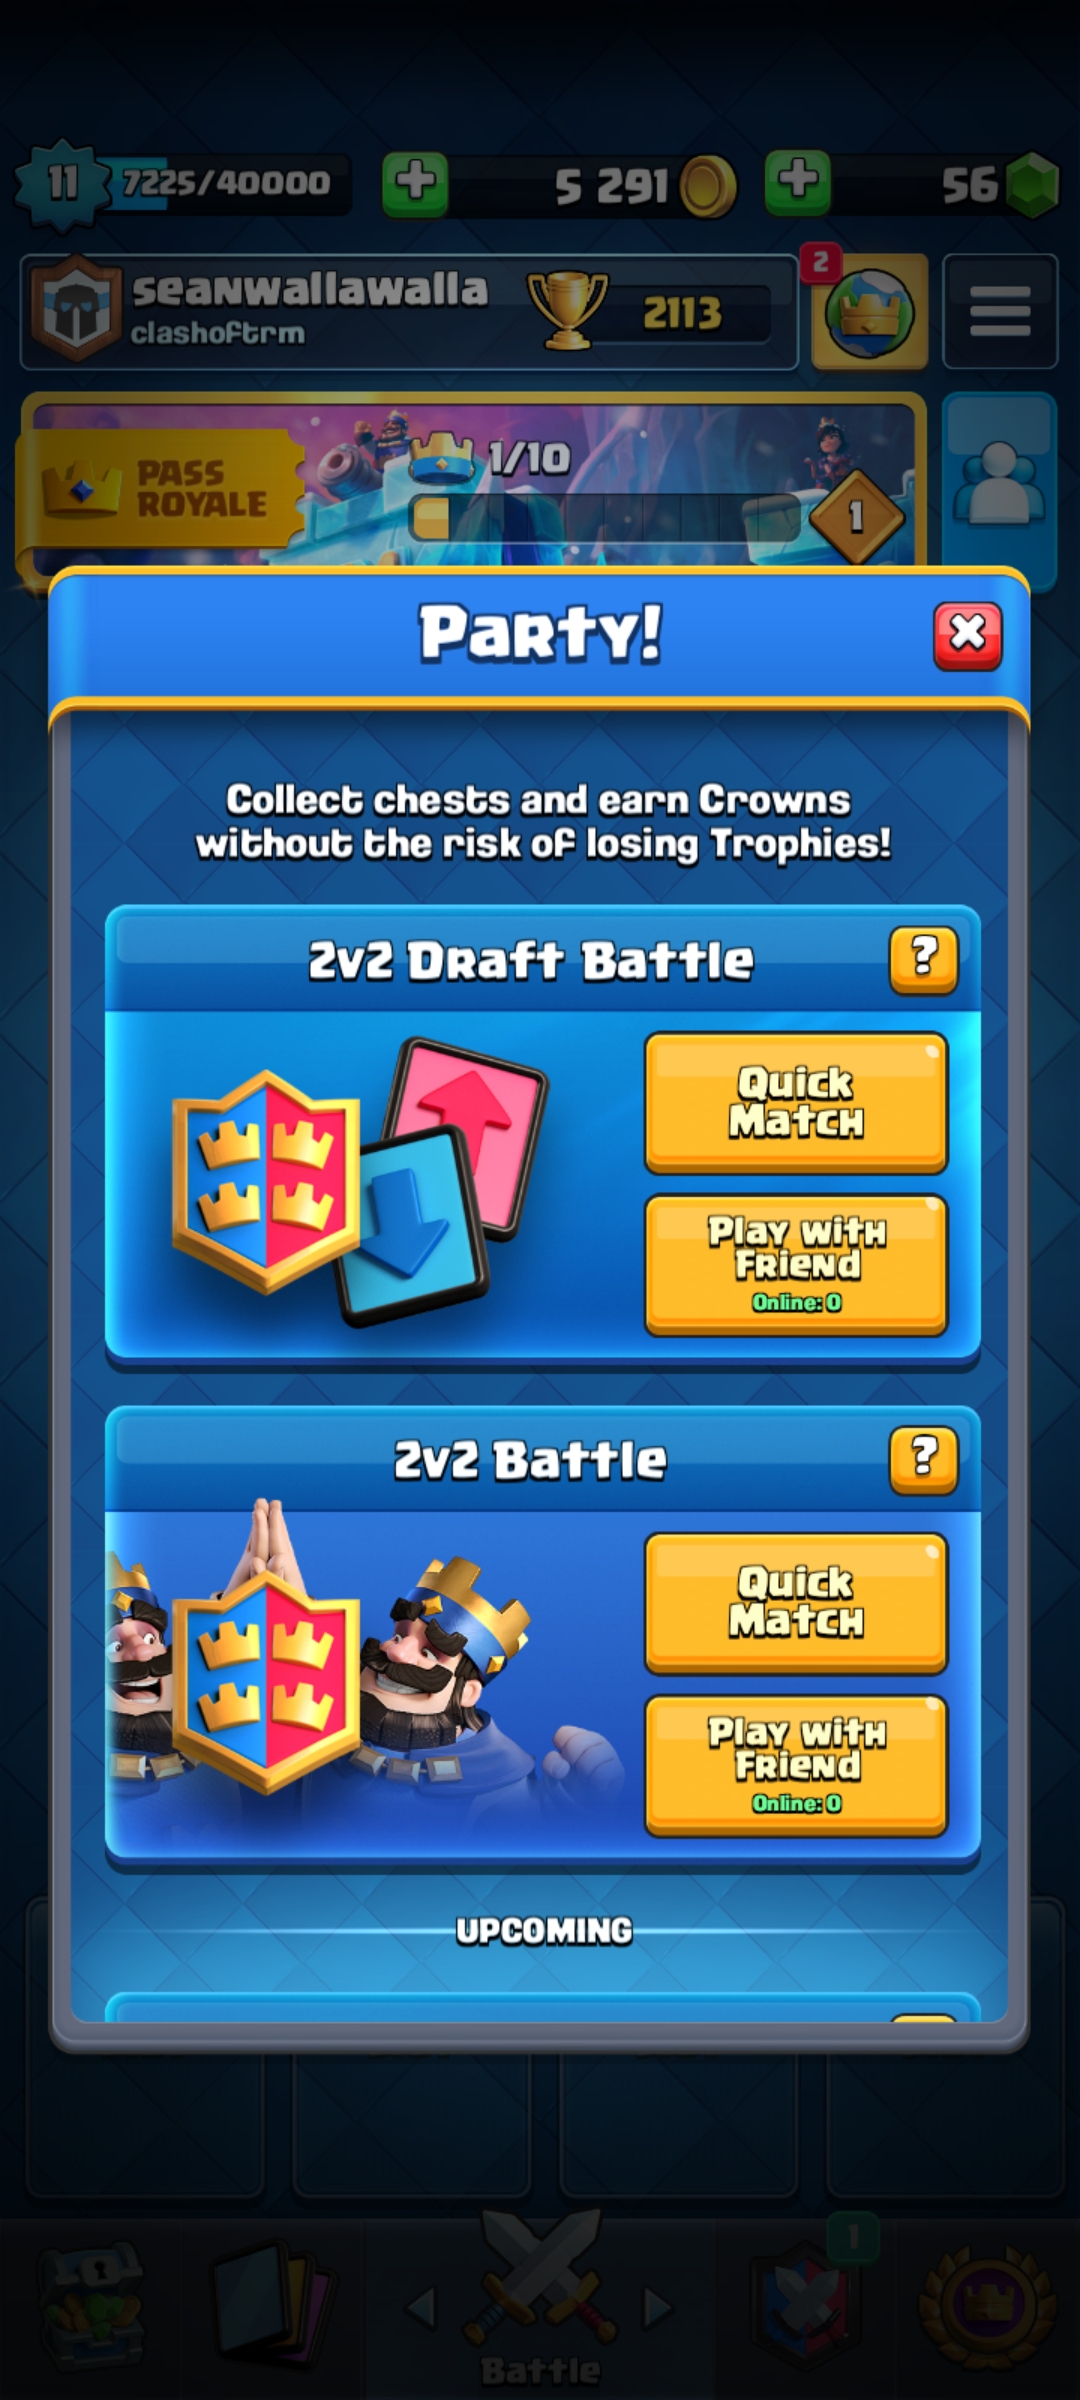 11
7225/40000
5 291
56
seanwallawalla
clashoftrm
2113
2
PASS
ROYALE
1/10
1
Party!
Collect chests and earn Crowns
without the risk of losing Trophies!
2v2 Draft Battle
?
Quick
Match
Play with
Friend
Online: 0
2v2 Battle
?
Quick
Match
Play with
Friend
Online: 0
UPCOMING
1
Battle